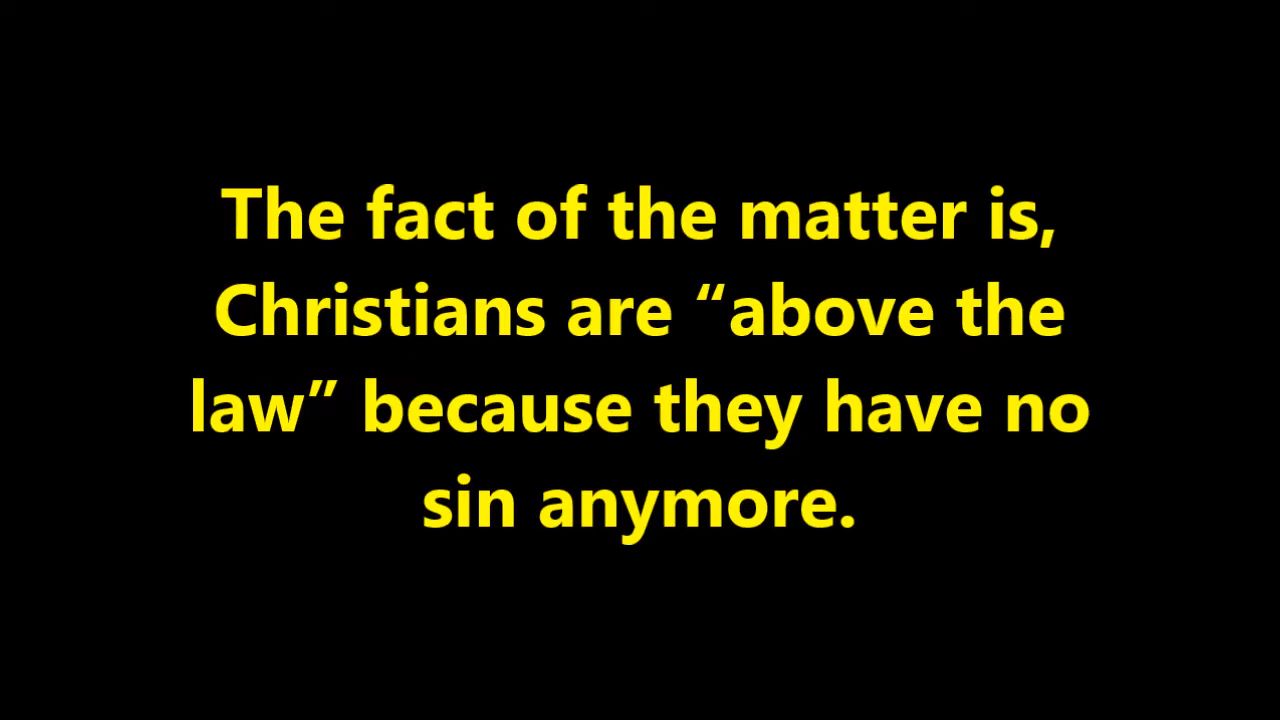 The fact of the matter is,
Christians are “above the
law” because they have no
sin anymore.